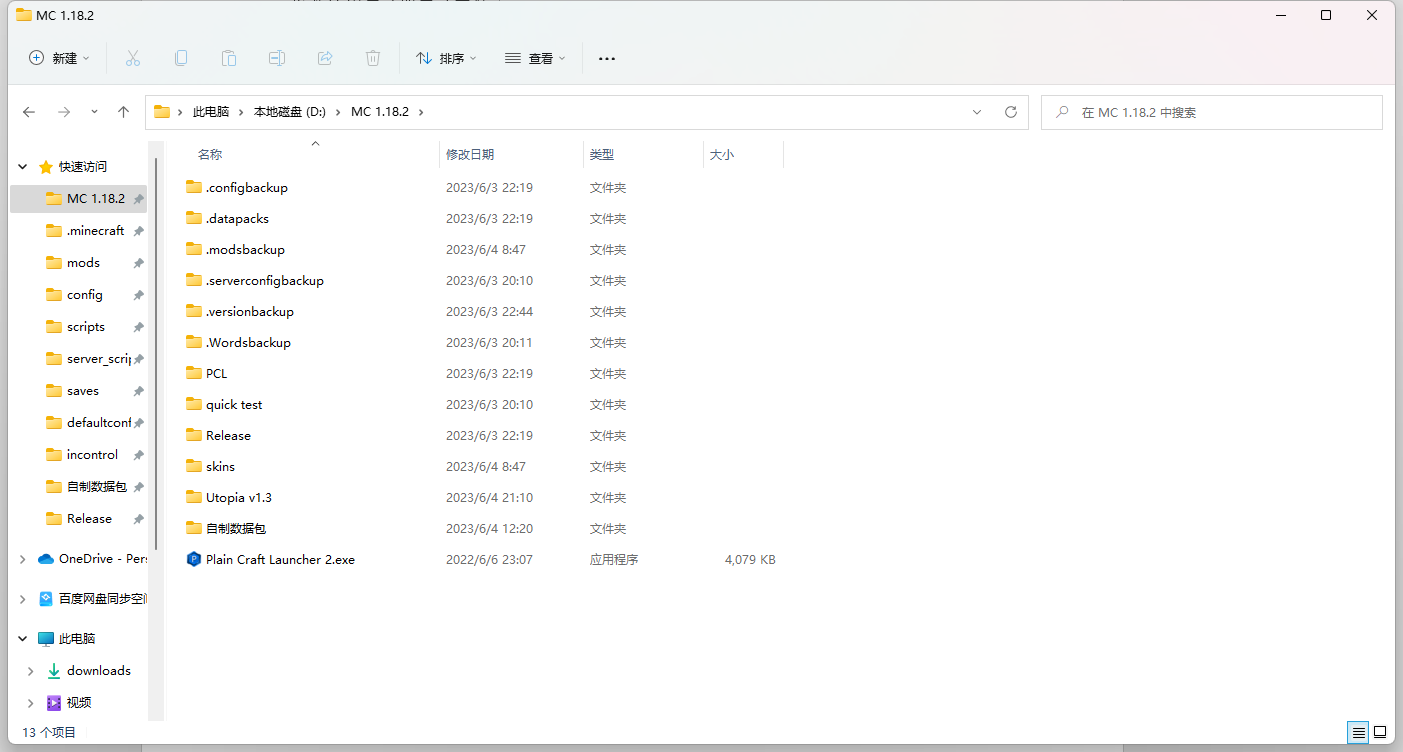 MC 1.18.2
新建 排序 查看
此电脑 本地磁盘 (D:) MC 1.18.2
在 MC 1.18.2 中搜索
快速访问
MC 1.18.2
.minecraft
mods
config
scripts
server_scrip
saves
defaultconf
incontrol
自制数据包
Release
OneDrive - Pers
百度网盘同步空间
此电脑
downloads
视频
名称 修改日期 类型 大小
.configbackup 2023/6/3 22:19 文件夹
.datapacks 2023/6/3 22:19 文件夹
.modsbackup 2023/6/4 8:47 文件夹
.serverconfigbackup 2023/6/3 20:10 文件夹
.versionbackup 2023/6/3 22:44 文件夹
.Wordsbackup 2023/6/3 20:11 文件夹
PCL 2023/6/3 22:19 文件夹
quick test 2023/6/3 20:10 文件夹
Release 2023/6/3 22:19 文件夹
skins 2023/6/4 8:47 文件夹
Utopia v1.3 2023/6/4 21:10 文件夹
自制数据包 2023/6/4 12:20 文件夹
Plain Craft Launcher 2.exe 2022/6/6 23:07 应用程序 4,079 KB
13 个项目